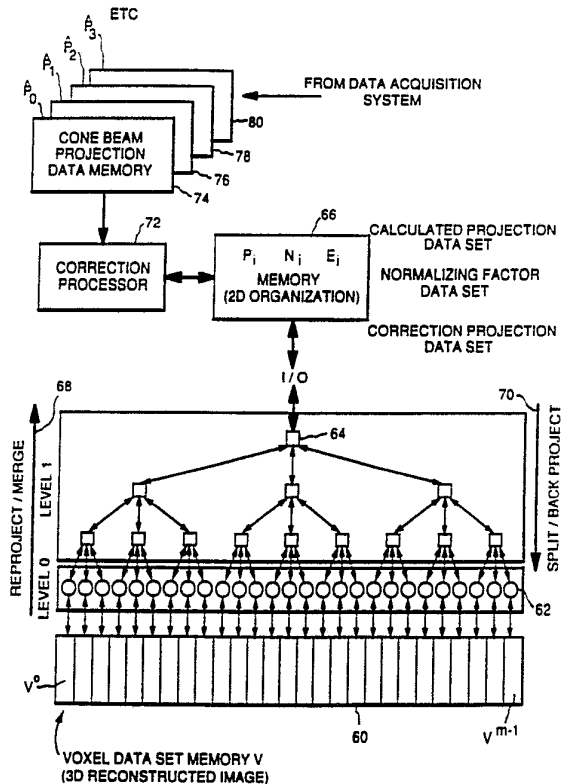 ETC
P̂3
P̂2
P̂1
P̂0
FROM DATA ACQUISITION
SYSTEM
CONE BEAM
PROJECTION
DATA MEMORY
80
78
76
74
72
66
CORRECTION
PROCESSOR
Pi Ni Ei
MEMORY
(2D ORGANIZATION)
CALCULATED PROJECTION
DATA SET
NORMALIZING FACTOR
DATA SET
CORRECTION PROJECTION
DATA SET
I/O
68
70
64
REPROJECT / MERGE
LEVEL 1
LEVEL 0
SPLIT / BACK PROJECT
62
V⁰
60
Vᵐ⁻¹
VOXEL DATA SET MEMORY V
(3D RECONSTRUCTED IMAGE)